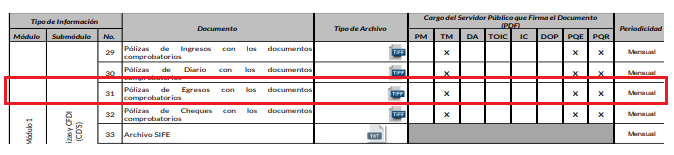 Tipo de Información Documento Tipo de Archivo Cargo del Servidor Público que Firma el Documento (PDF) Periodicidad
Módulo Submódulo No. PM TM DA TOIC IC DOP PQE PQR
29 Pólizas de Ingresos con los documentos comprobatorios TIFF X X X Mensual
30 Pólizas de Diario con los documentos comprobatorios TIFF X X X Mensual
31 Pólizas de Egresos con los documentos comprobatorios TIFF X X X Mensual
32 Pólizas de Cheques con los documentos comprobatorios TIFF X X X Mensual
33 Archivo SIFE TXT Mensual
Módulo 1
y CFDI
(CD'S)